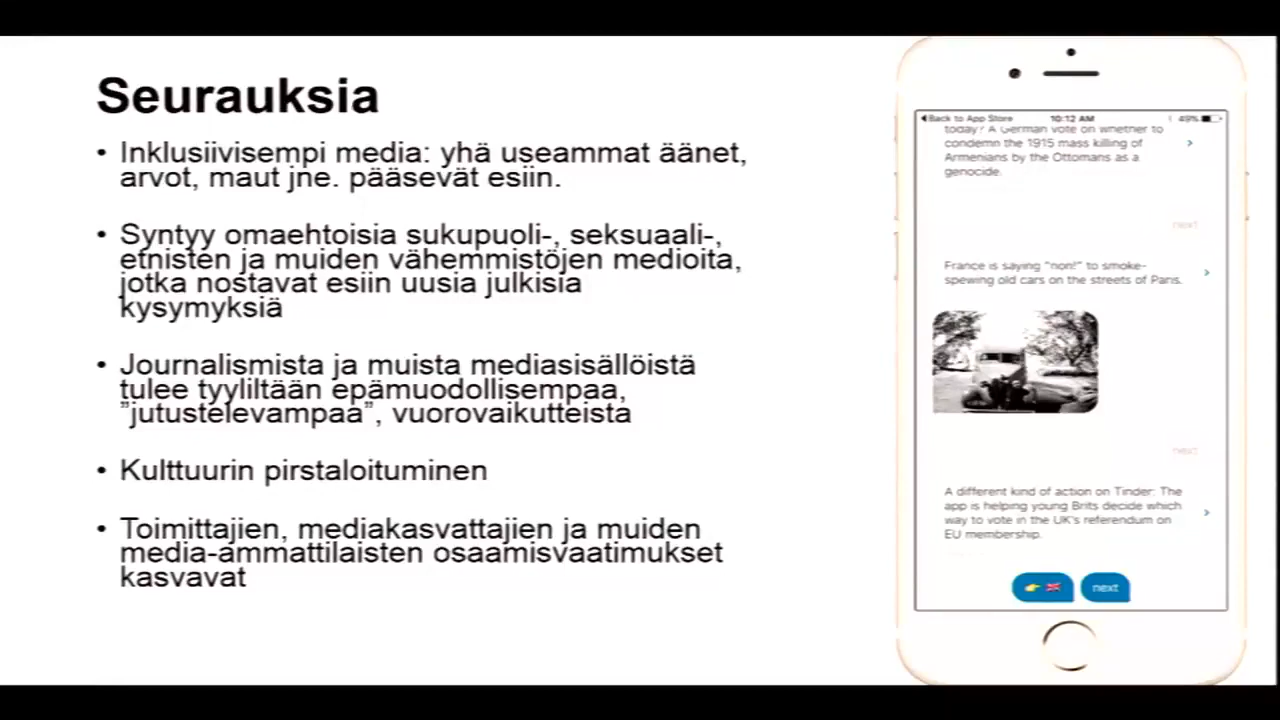 Seurauksia
• Inklusiivisempi media: yhä useammat äänet,
arvot, maut jne. pääsevät esiin.
• Syntyy omaehtoisia sukupuoli-, seksuaali-,
etnisten ja muiden vähemmistöjen medioita,
jotka nostavat esiin uusia julkisia
kysymyksiä
• Journalismista ja muista mediasisällöistä
tulee tyyliltään epämuodollisempaa,
"jutustelevampaa", vuorovaikutteista
• Kulttuurin pirstaloituminen
• Toimittajien, mediakasvattajien ja muiden
media-ammattilaisten osaamisvaatimukset
kasvavat
Back to App Store 10:12 AM 49%
today? A German vote on whether to
condemn the 1915 mass killing of
Armenians by the Ottomans as a
genocide.
next
France is saying "non!" to smoke-
spewing old cars on the streets of Paris.
next
A different kind of action on Tinder: The
app is helping young Brits decide which
way to vote in the UK's referendum on
EU membership.
next